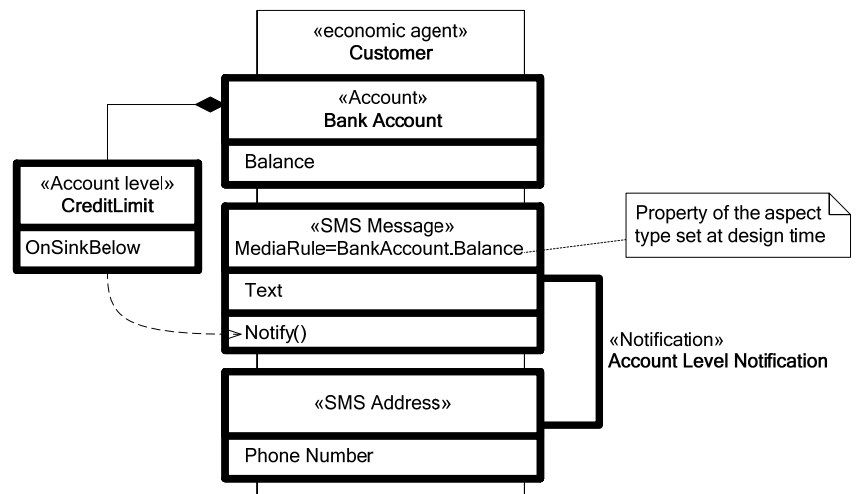 «economic agent»
Customer
«Account»
Bank Account
Balance
«Account level»
CreditLimit
OnSinkBelow
«SMS Message»
MediaRule=BankAccount.Balance
Text
Notify()
Property of the aspect
type set at design time
«Notification»
Account Level Notification
«SMS Address»
Phone Number